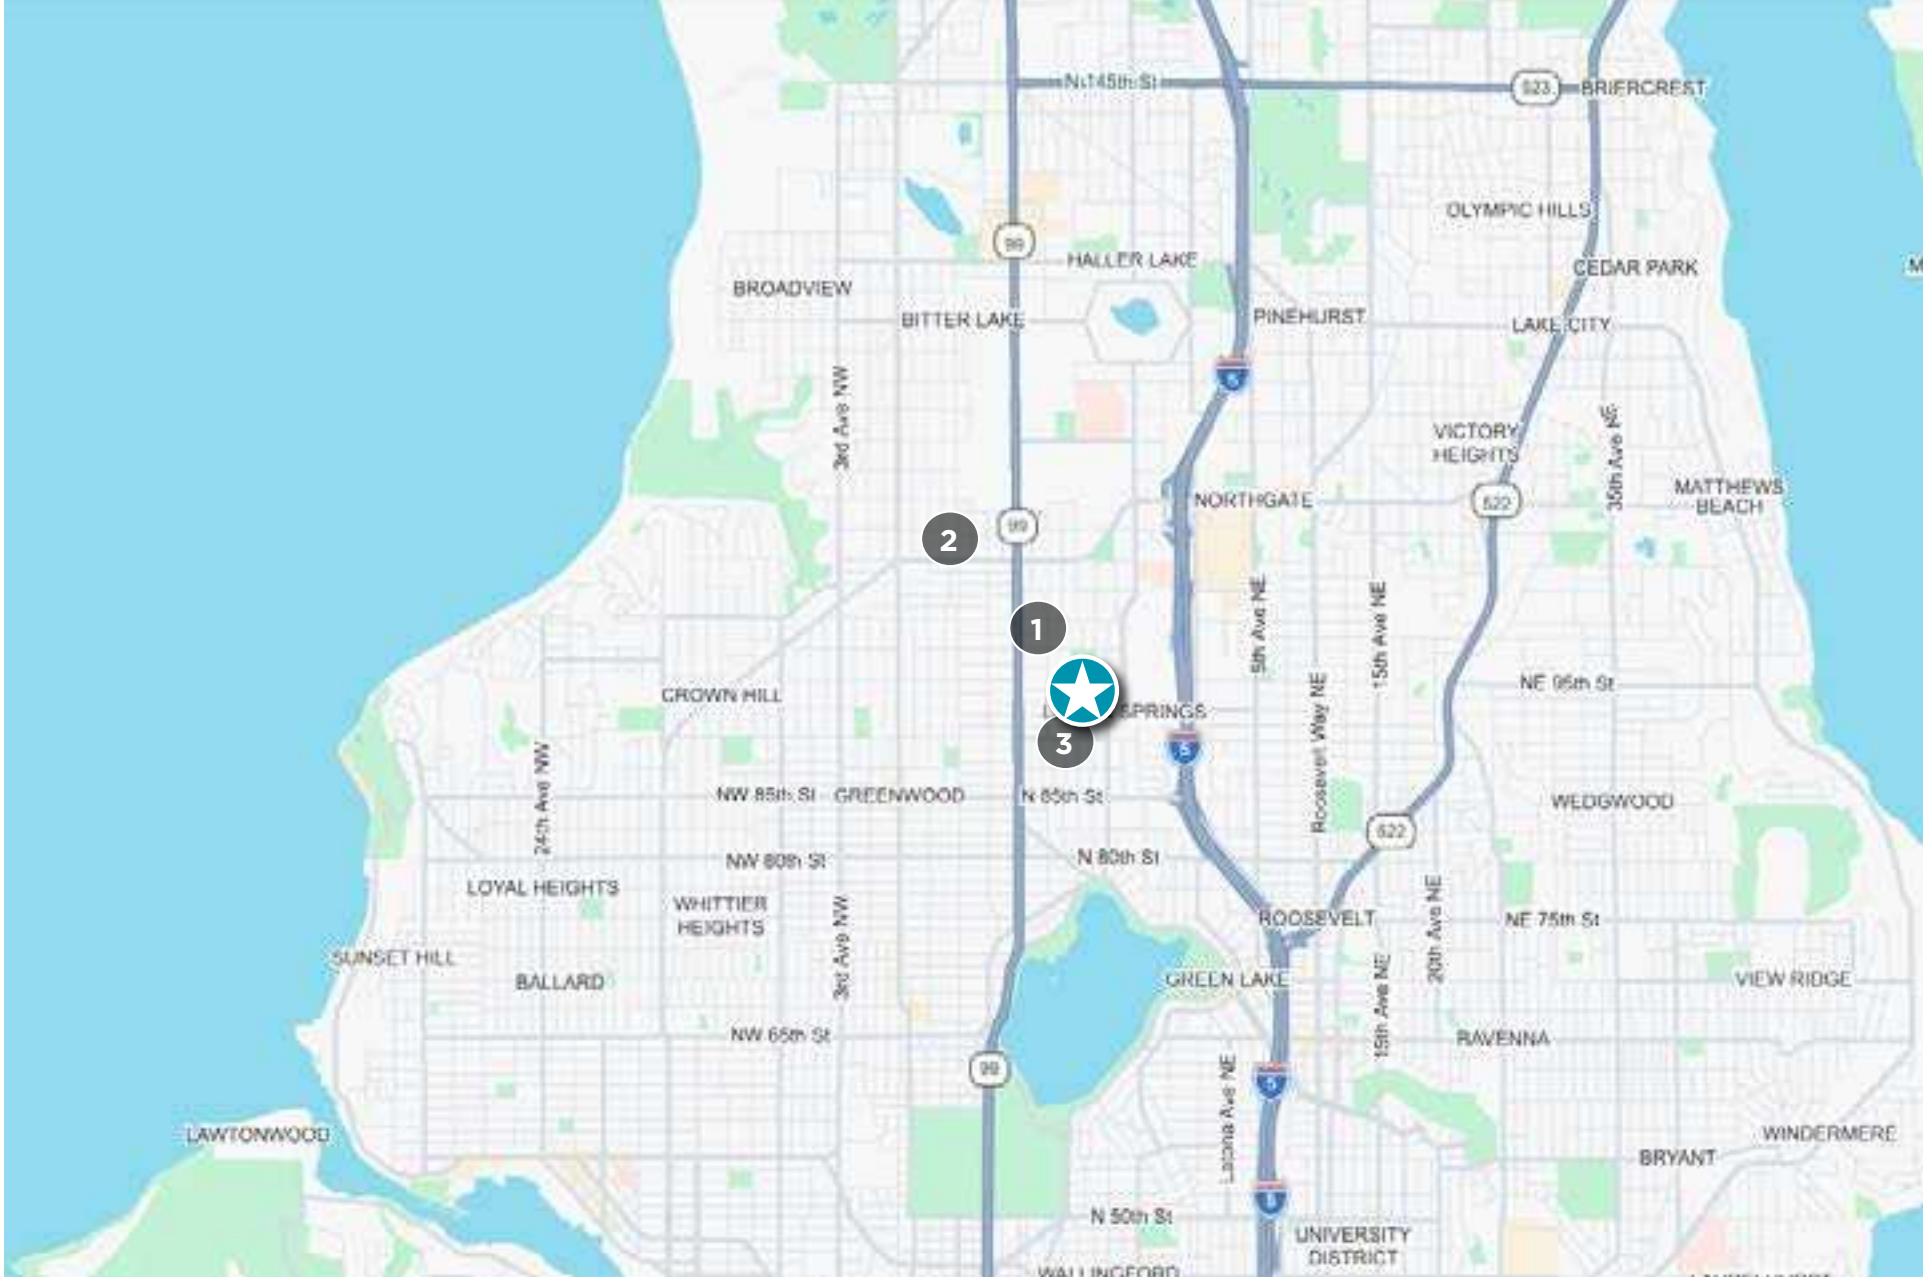 N 145th St
523
BRIERCREST
OLYMPIC HILLS
99
HALLER LAKE
CEDAR PARK
M
BROADVIEW
BITTER LAKE
PINEHURST
LAKE CITY
5
3rd Ave NW
35th Ave NE
VICTORY
HEIGHTS
NORTHGATE
522
MATTHEWS
BEACH
99
2
1
5th Ave NE
15th Ave NE
NE 95th St
CROWN HILL
SPRINGS
3
5
Roosevelt Way NE
24th Ave NW
NW 85th St
GREENWOOD
N 85th St
WEDGWOOD
522
NW 80th St
N 80th St
LOYAL HEIGHTS
WHITTIER
HEIGHTS
3rd Ave NW
ROOSEVELT
20th Ave NE
NE 75th St
SUNSET HILL
BALLARD
GREEN LAKE
15th Ave NE
VIEW RIDGE
NW 65th St
RAVENNA
99
5
Latona Ave NE
LAWTONWOOD
WINDERMERE
BRYANT
5
N 50th St
UNIVERSITY
DISTRICT
WALLINGFORD